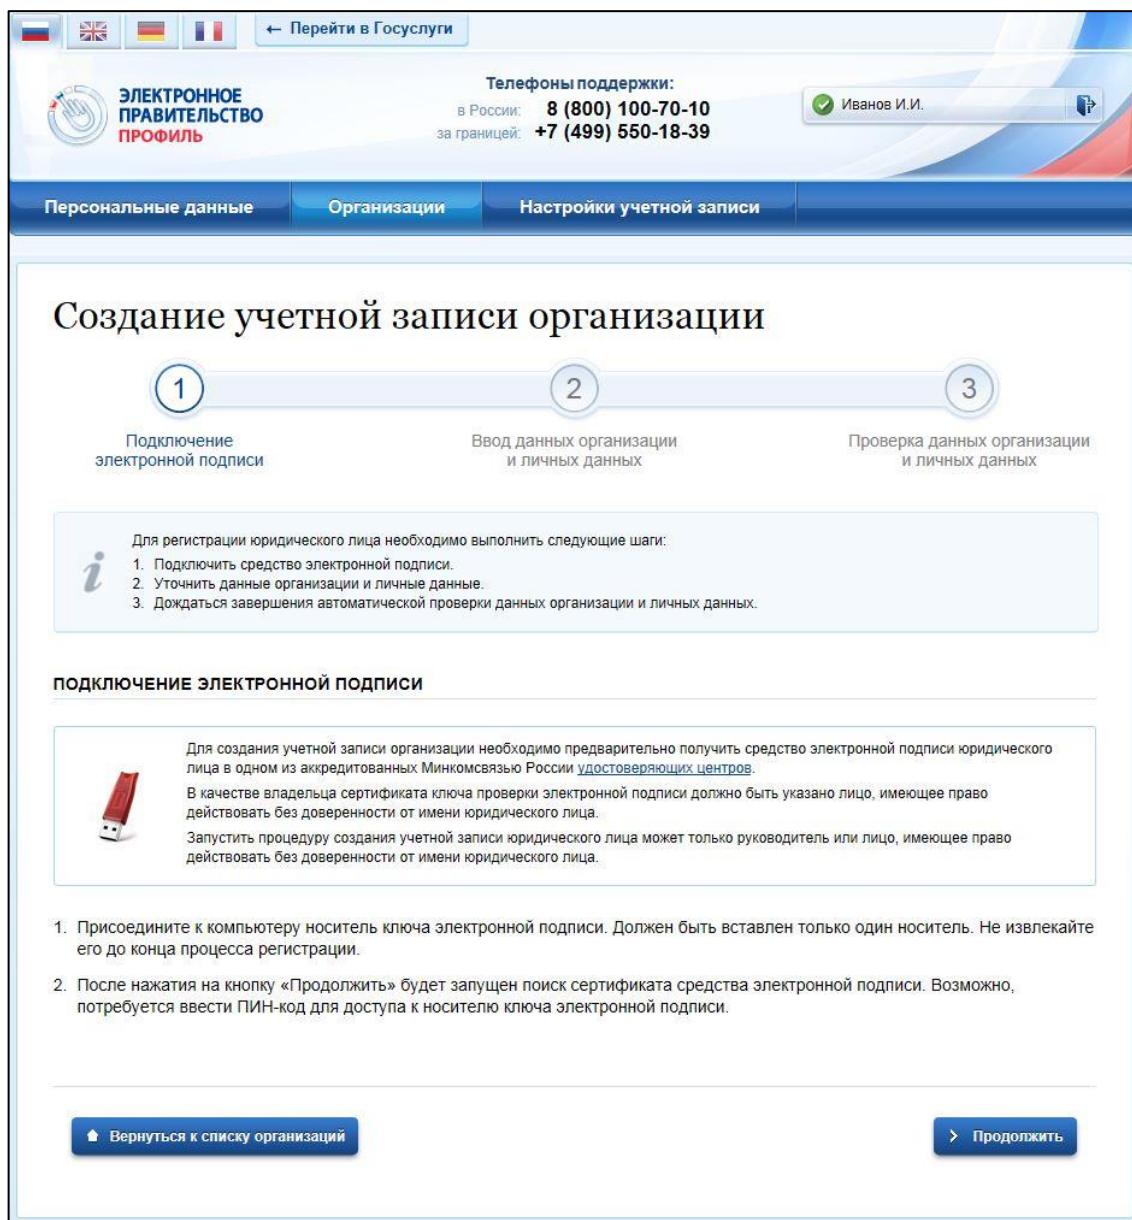 ← Перейти в Госуслуги
ЭЛЕКТРОННОЕ
ПРАВИТЕЛЬСТВО
ПРОФИЛЬ
Телефоны поддержки:
в России: 8 (800) 100-70-10
за границей: +7 (499) 550-18-39
Иванов И.И.
Персональные данные Организации Настройки учетной записи
Создание учетной записи организации
1 2 3
Подключение
электронной подписи
Ввод данных организации
и личных данных
Проверка данных организации
и личных данных
Для регистрации юридического лица необходимо выполнить следующие шаги:
1. Подключить средство электронной подписи.
2. Уточнить данные организации и личные данные.
3. Дождаться завершения автоматической проверки данных организации и личных данных.
ПОДКЛЮЧЕНИЕ ЭЛЕКТРОННОЙ ПОДПИСИ
Для создания учетной записи организации необходимо предварительно получить средство электронной подписи юридического
лица в одном из аккредитованных Минкомсвязью России удостоверяющих центров.
В качестве владельца сертификата ключа проверки электронной подписи должно быть указано лицо, имеющее право
действовать без доверенности от имени юридического лица.
Запустить процедуру создания учетной записи юридического лица может только руководитель или лицо, имеющее право
действовать без доверенности от имени юридического лица.
1. Присоедините к компьютеру носитель ключа электронной подписи. Должен быть вставлен только один носитель. Не извлекайте
его до конца процесса регистрации.
2. После нажатия на кнопку «Продолжить» будет запущен поиск сертификата средства электронной подписи. Возможно,
потребуется ввести ПИН-код для доступа к носителю ключа электронной подписи.
Вернуться к списку организаций
Продолжить